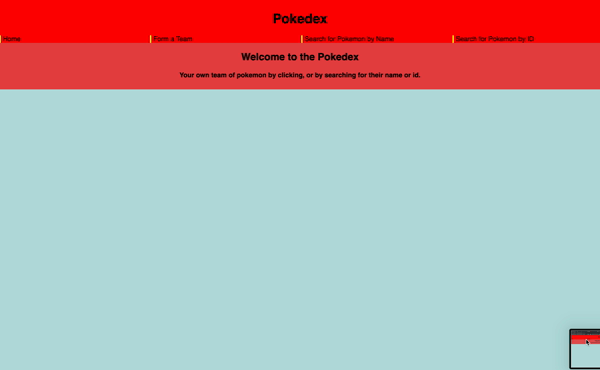 Pokedex
Home Form a Team Search for Pokemon by Name Search for Pokemon by ID
Welcome to the Pokedex
Your own team of pokemon by clicking, or by searching for their name or id.